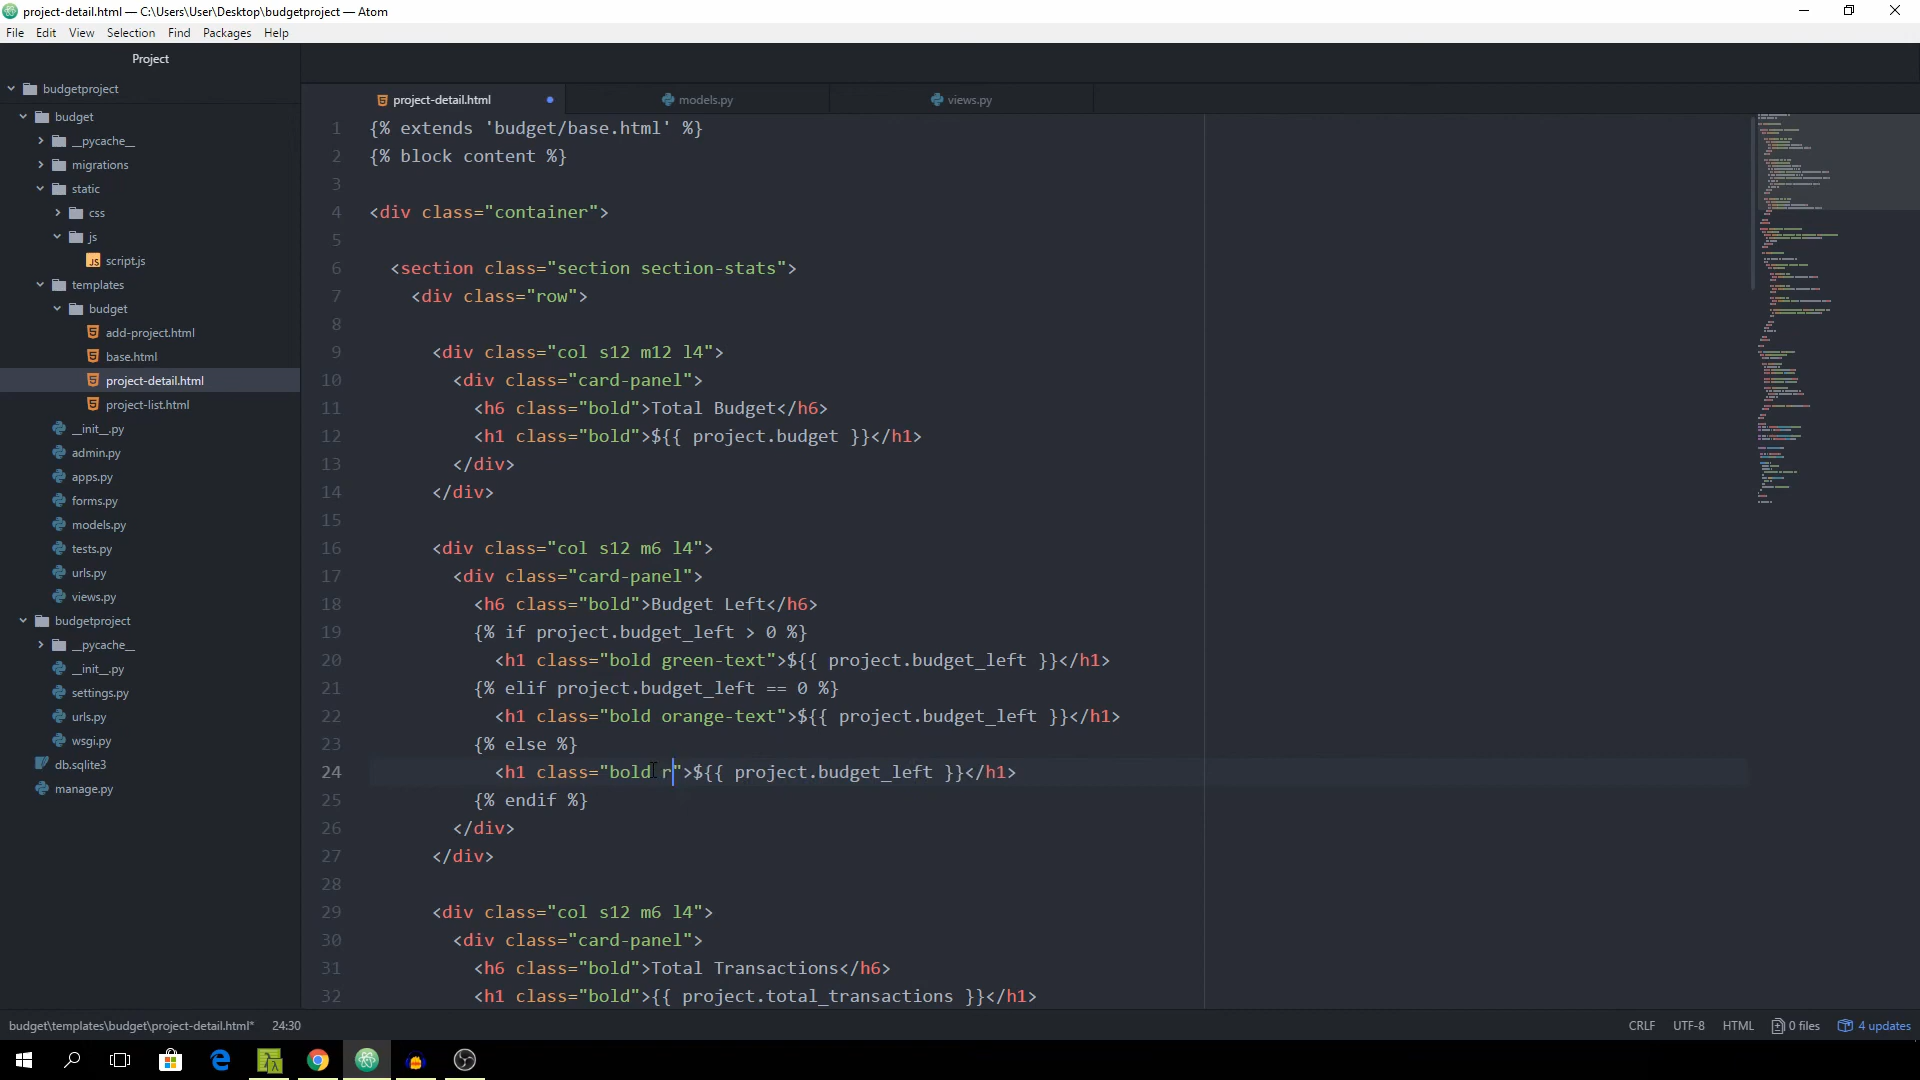 project-detail.html — C:\Users\User\Desktop\budgetproject — Atom
File Edit View Selection Find Packages Help
Project
budgetproject
budget
__pycache__
migrations
static
css
js
script.js
templates
budget
add-project.html
base.html
project-detail.html
project-list.html
__init__.py
admin.py
apps.py
forms.py
models.py
tests.py
urls.py
views.py
budgetproject
__pycache__
__init__.py
settings.py
urls.py
wsgi.py
db.sqlite3
manage.py
project-detail.html models.py views.py
1 {% extends 'budget/base.html' %}
2 {% block content %}
3
4 <div class="container">
5
6 <section class="section section-stats">
7 <div class="row">
8
9 <div class="col s12 m12 l4">
10 <div class="card-panel">
11 <h6 class="bold">Total Budget</h6>
12 <h1 class="bold">${{ project.budget }}</h1>
13 </div>
14 </div>
15
16 <div class="col s12 m6 l4">
17 <div class="card-panel">
18 <h6 class="bold">Budget Left</h6>
19 {% if project.budget_left > 0 %}
20 <h1 class="bold green-text">${{ project.budget_left }}</h1>
21 {% elif project.budget_left == 0 %}
22 <h1 class="bold orange-text">${{ project.budget_left }}</h1>
23 {% else %}
24 <h1 class="bold r">${{ project.budget_left }}</h1>
25 {% endif %}
26 </div>
27 </div>
28
29 <div class="col s12 m6 l4">
30 <div class="card-panel">
31 <h6 class="bold">Total Transactions</h6>
32 <h1 class="bold">{{ project.total_transactions }}</h1>
budget\templates\budget\project-detail.html* 24:30 CRLF UTF-8 HTML 0 files 4 updates